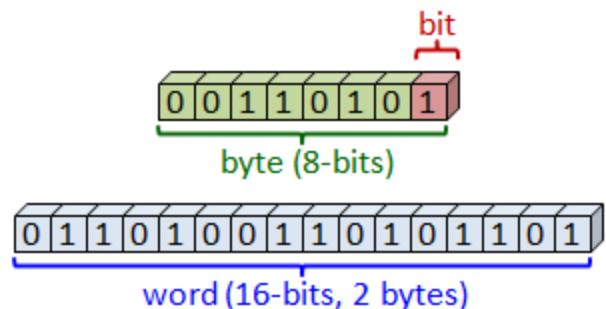 bit
0 0 1 1 0 1 0 1
byte (8-bits)
0 1 1 0 1 0 0 1 1 0 1 0 1 1 0 1
word (16-bits, 2 bytes)